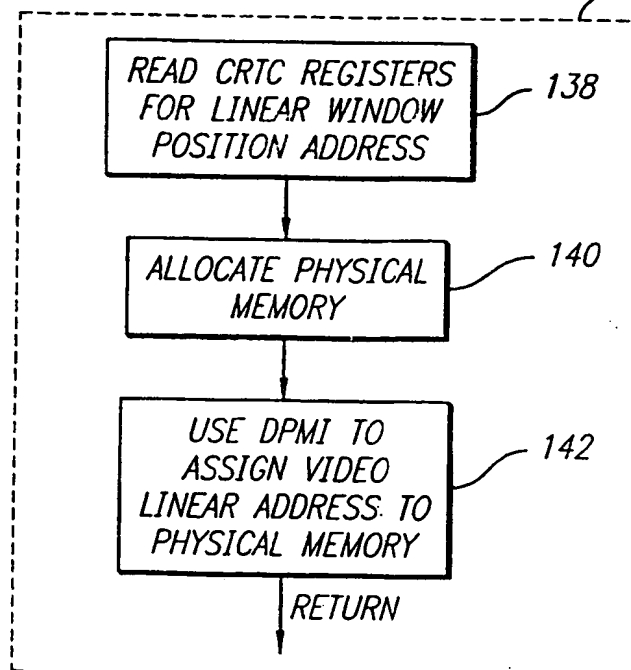 READ CRTC REGISTERS
FOR LINEAR WINDOW
POSITION ADDRESS
138
ALLOCATE PHYSICAL
MEMORY
140
USE DPMI TO
ASSIGN VIDEO
LINEAR ADDRESS TO
PHYSICAL MEMORY
142
RETURN